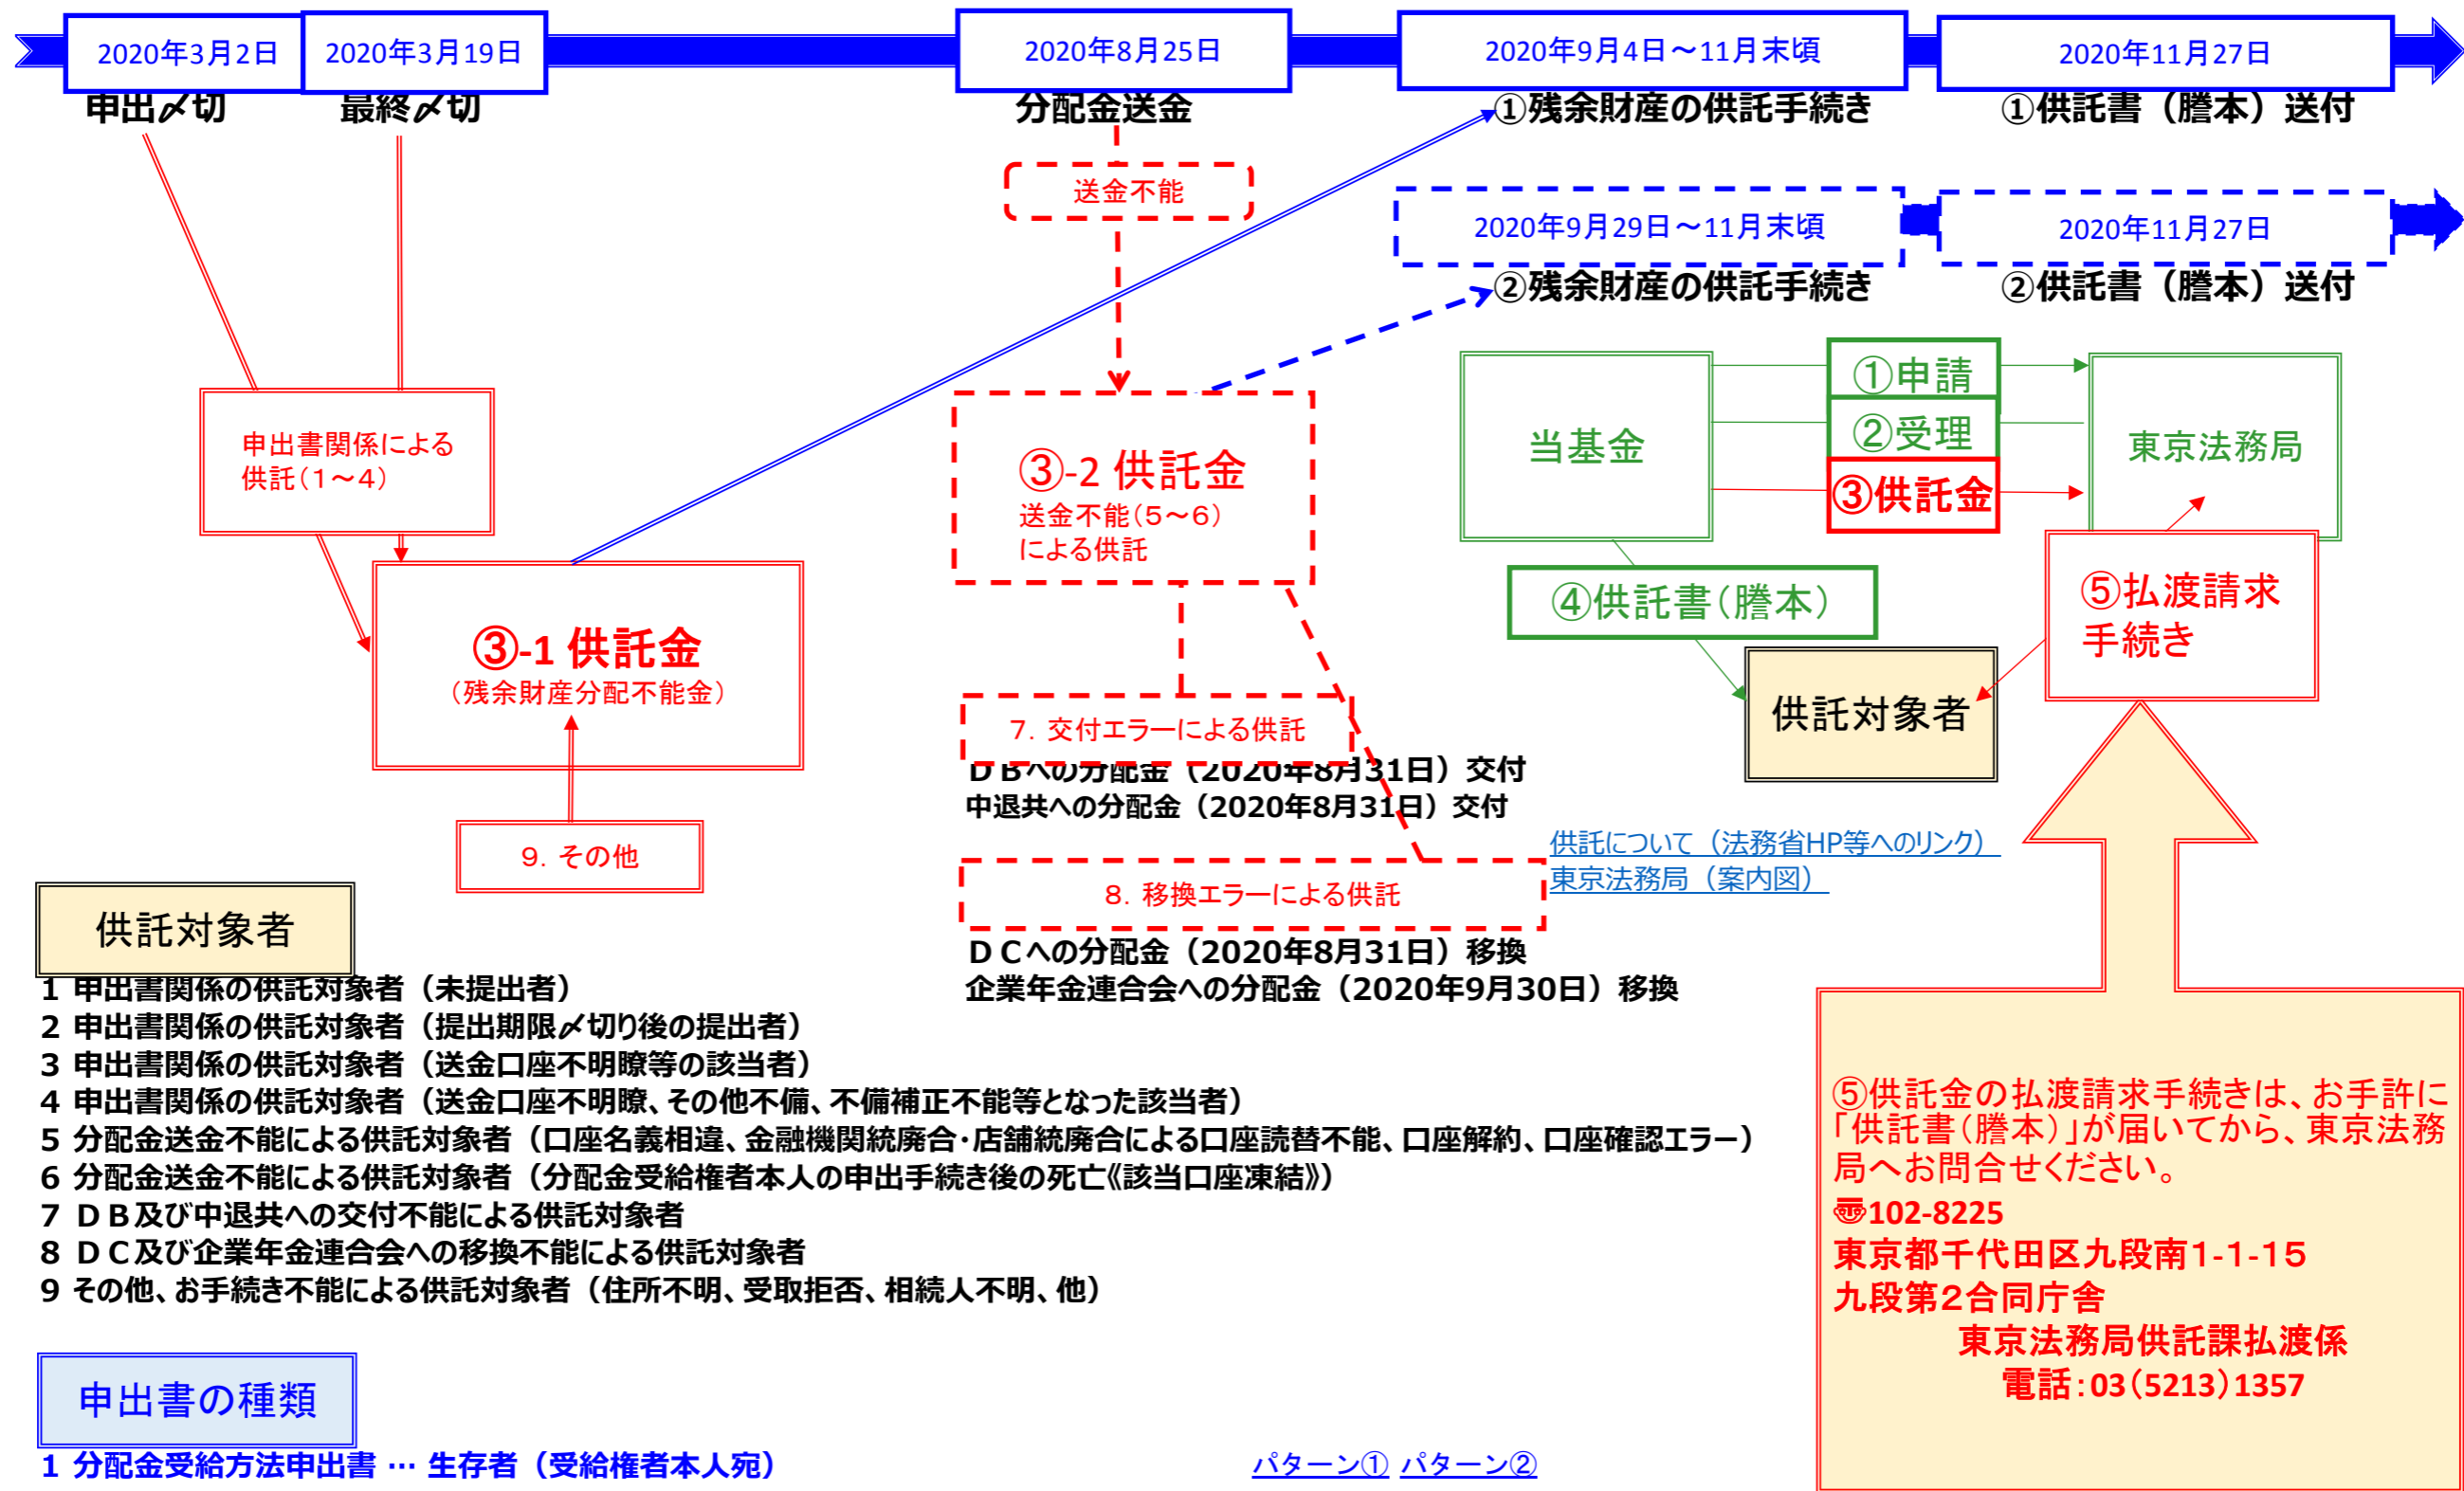 2020年3月2日
2020年3月19日
2020年8月25日
2020年9月4日～11月末頃
2020年11月27日
申出〆切
最終〆切
分配金送金
①残余財産の供託手続き
①供託書（謄本）送付
送金不能
2020年9月29日～11月末頃
2020年11月27日
②残余財産の供託手続き
②供託書（謄本）送付
申出書関係による
供託（１～４）
③-1 供託金
（残余財産分配不能金）
９．その他
③-2 供託金
送金不能（５～６）
による供託
７．交付エラーによる供託
ＤＢへの分配金（2020年8月31日）交付
中退共への分配金（2020年8月31日）交付
８．移換エラーによる供託
ＤＣへの分配金（2020年8月31日）移換
企業年金連合会への分配金（2020年9月30日）移換
当基金
①申請
②受理
③供託金
東京法務局
④供託書（謄本）
⑤払渡請求
手続き
供託対象者
供託について（法務省HP等へのリンク）
東京法務局（案内図）
供託対象者
1 申出書関係の供託対象者（未提出者）
2 申出書関係の供託対象者（提出期限〆切り後の提出者）
3 申出書関係の供託対象者（送金口座不明瞭等の該当者）
4 申出書関係の供託対象者（送金口座不明瞭、その他不備、不備補正不能等となった該当者）
5 分配金送金不能による供託対象者（口座名義相違、金融機関統廃合・店舗統廃合による口座読替不能、口座解約、口座確認エラー）
6 分配金送金不能による供託対象者（分配金受給権者本人の申出手続き後の死亡《該当口座凍結》）
7 ＤＢ及び中退共への交付不能による供託対象者
8 ＤＣ及び企業年金連合会への移換不能による供託対象者
9 その他、お手続き不能による供託対象者（住所不明、受取拒否、相続人不明、他）
⑤供託金の払渡請求手続きは、お手許に
「供託書（謄本）」が届いてから、東京法務
局へお問合せください。
〠102-8225
東京都千代田区九段南１-１-１５
九段第２合同庁舎
東京法務局供託課払渡係
電話：03（5213）1357
申出書の種類
1 分配金受給方法申出書 … 生存者（受給権者本人宛）
パターン① パターン②